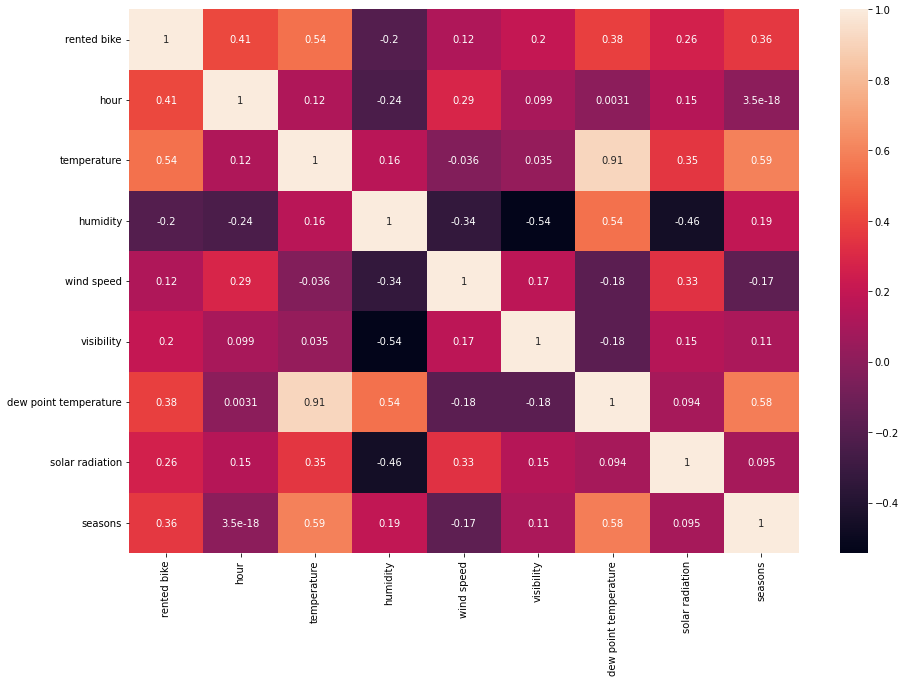 rented bike 1 0.41 0.54 -0.2 0.12 0.2 0.38 0.26 0.36
hour 0.41 1 0.12 -0.24 0.29 0.099 0.0031 0.15 3.5e-18
temperature 0.54 0.12 1 0.16 -0.036 0.035 0.91 0.35 0.59
humidity -0.2 -0.24 0.16 1 -0.34 -0.54 0.54 -0.46 0.19
wind speed 0.12 0.29 -0.036 -0.34 1 0.17 -0.18 0.33 -0.17
visibility 0.2 0.099 0.035 -0.54 0.17 1 -0.18 0.15 0.11
dew point temperature 0.38 0.0031 0.91 0.54 -0.18 -0.18 1 0.094 0.58
solar radiation 0.26 0.15 0.35 -0.46 0.33 0.15 0.094 1 0.095
seasons 0.36 3.5e-18 0.59 0.19 -0.17 0.11 0.58 0.095 1
rented bike
hour
temperature
humidity
wind speed
visibility
dew point temperature
solar radiation
seasons
1.0
0.8
0.6
0.4
0.2
0.0
−0.2
−0.4